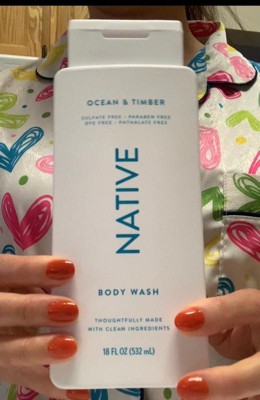 OCEAN & TIMBER
SULFATE FREE - PARABEN FREE
DYE FREE - PHTHALATE FREE
NATIVE
BODY WASH
THOUGHTFULLY MADE
WITH CLEAN INGREDIENTS
18 FL OZ (532 mL)